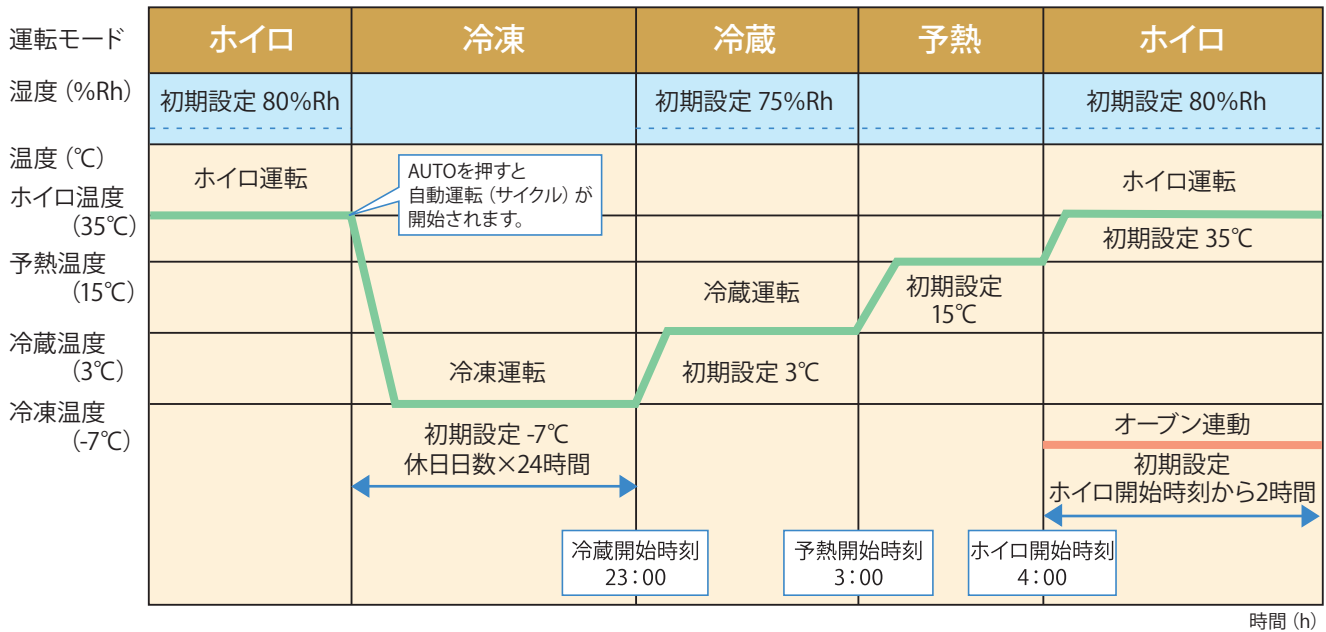 運転モード
ホイロ
冷凍
冷蔵
予熱
ホイロ
湿度（%Rh）
初期設定 80%Rh
初期設定 75%Rh
初期設定 80%Rh
温度（℃）
ホイロ温度
（35℃）
予熱温度
（15℃）
冷蔵温度
（3℃）
冷凍温度
（-7℃）
ホイロ運転
AUTOを押すと
自動運転（サイクル）が
開始されます。
冷凍運転
初期設定 -7℃
休日日数×24時間
冷蔵運転
初期設定 3℃
初期設定
15℃
ホイロ運転
初期設定 35℃
オーブン連動
初期設定
ホイロ開始時刻から2時間
冷蔵開始時刻
23：00
予熱開始時刻
3：00
ホイロ開始時刻
4：00
時間（h）